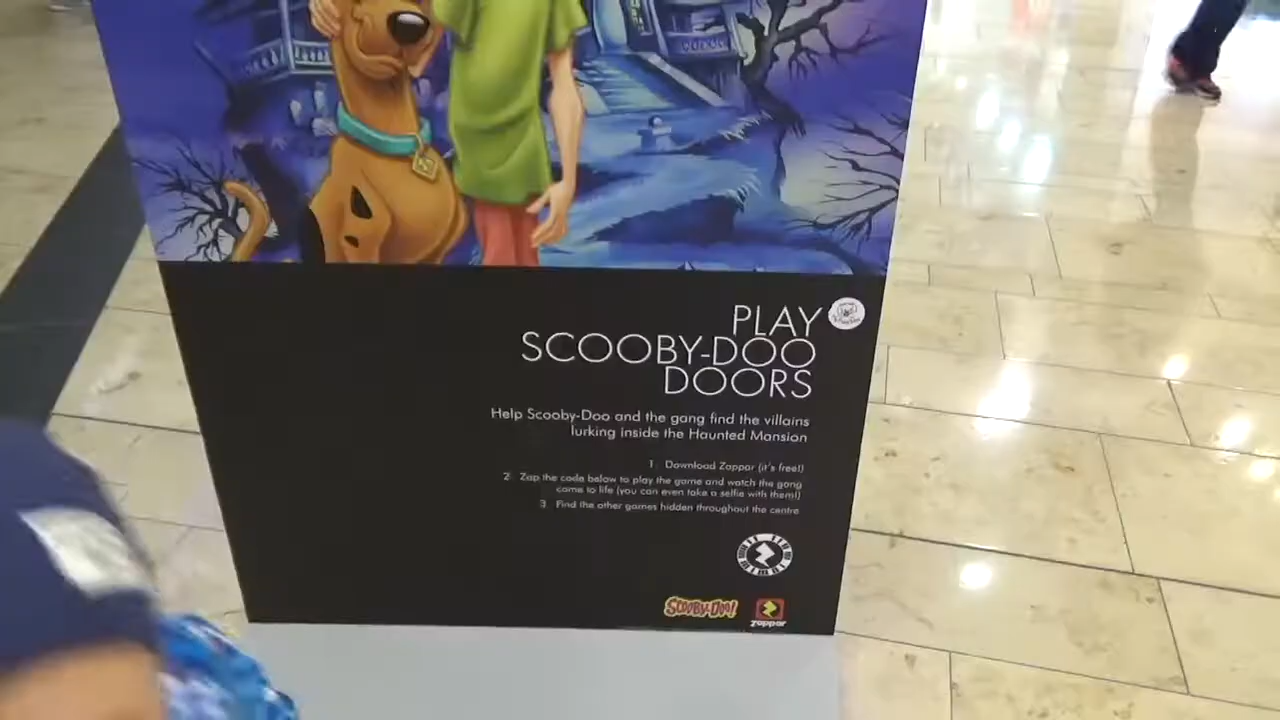 PLAY
SCOOBY-DOO
DOORS
Help Scooby-Doo and the gang find the villains
lurking inside the Haunted Mansion
1. Download Zappar (it's free!)
2. Zap the code below to play the game and watch the gang
come to life (you can even take a selfie with them!)
3. Find the other games hidden throughout the centre
SCOOBY-DOO!
zappar